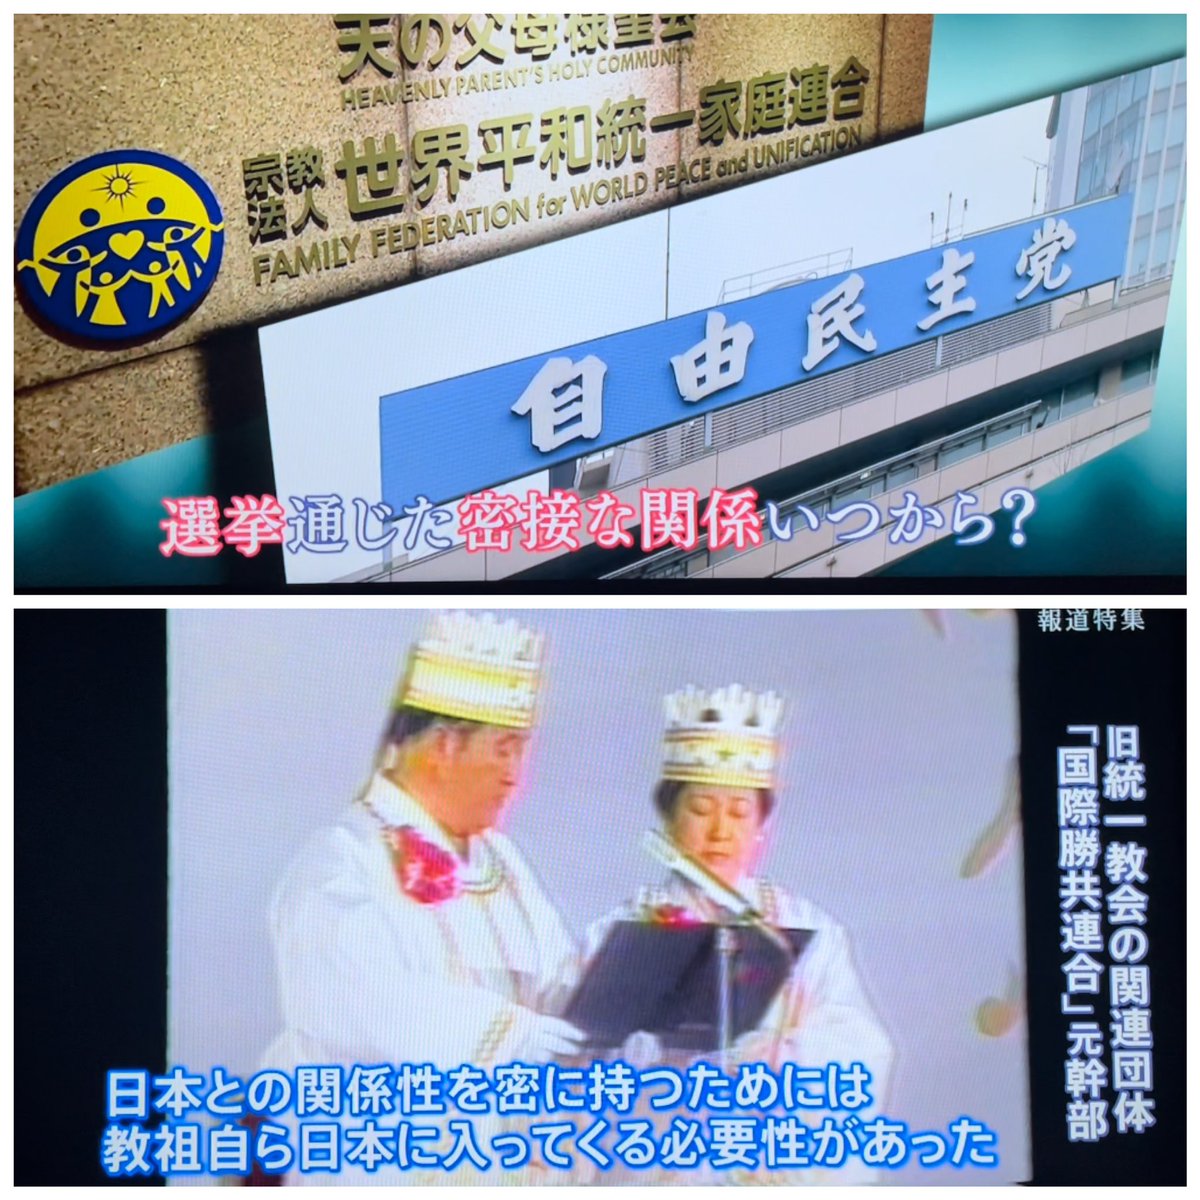 天の父母様聖会
HEAVENLY PARENT'S HOLY COMMUNITY
宗教法人 世界平和統一家庭連合
FAMILY FEDERATION for WORLD PEACE and UNIFICATION
自由民主党
選挙通じた密接な関係いつから?
報道特集
旧統一教会の関連団体
「国際勝共連合」元幹部
日本との関係性を密に持つためには
教祖自ら日本に入ってくる必要性があった